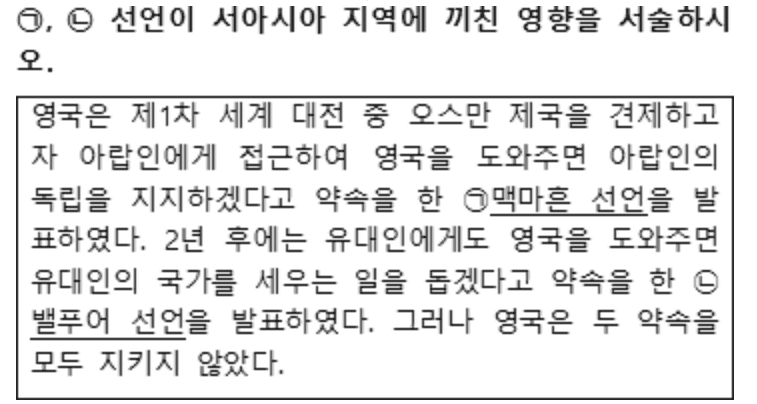 ㉠, ㉡ 선언이 서아시아 지역에 끼친 영향을 서술하시
오.
영국은 제1차 세계 대전 중 오스만 제국을 견제하고
자 아랍인에게 접근하여 영국을 도와주면 아랍인의
독립을 지지하겠다고 약속을 한 ㉠맥마흔 선언을 발
표하였다. 2년 후에는 유대인에게도 영국을 도와주면
유대인의 국가를 세우는 일을 돕겠다고 약속을 한 ㉡
밸푸어 선언을 발표하였다. 그러나 영국은 두 약속을
모두 지키지 않았다.